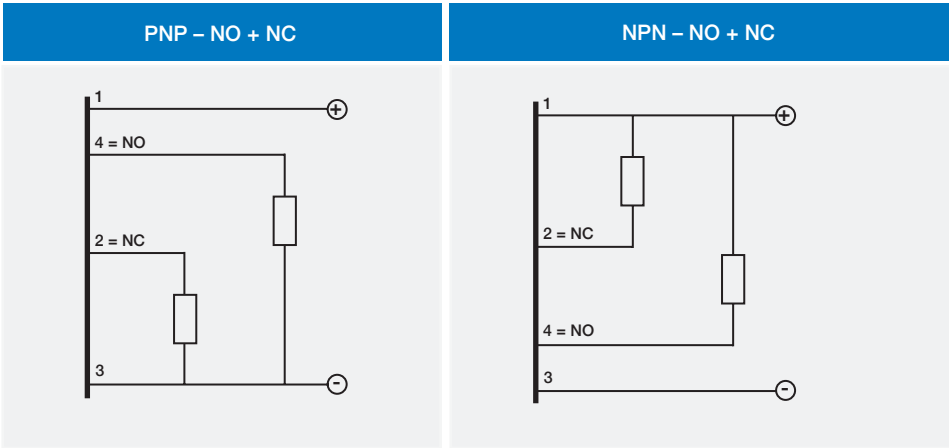 PNP – NO + NC
1
+
4 = NO
2 = NC
3
-
NPN – NO + NC
1
+
2 = NC
4 = NO
3
-